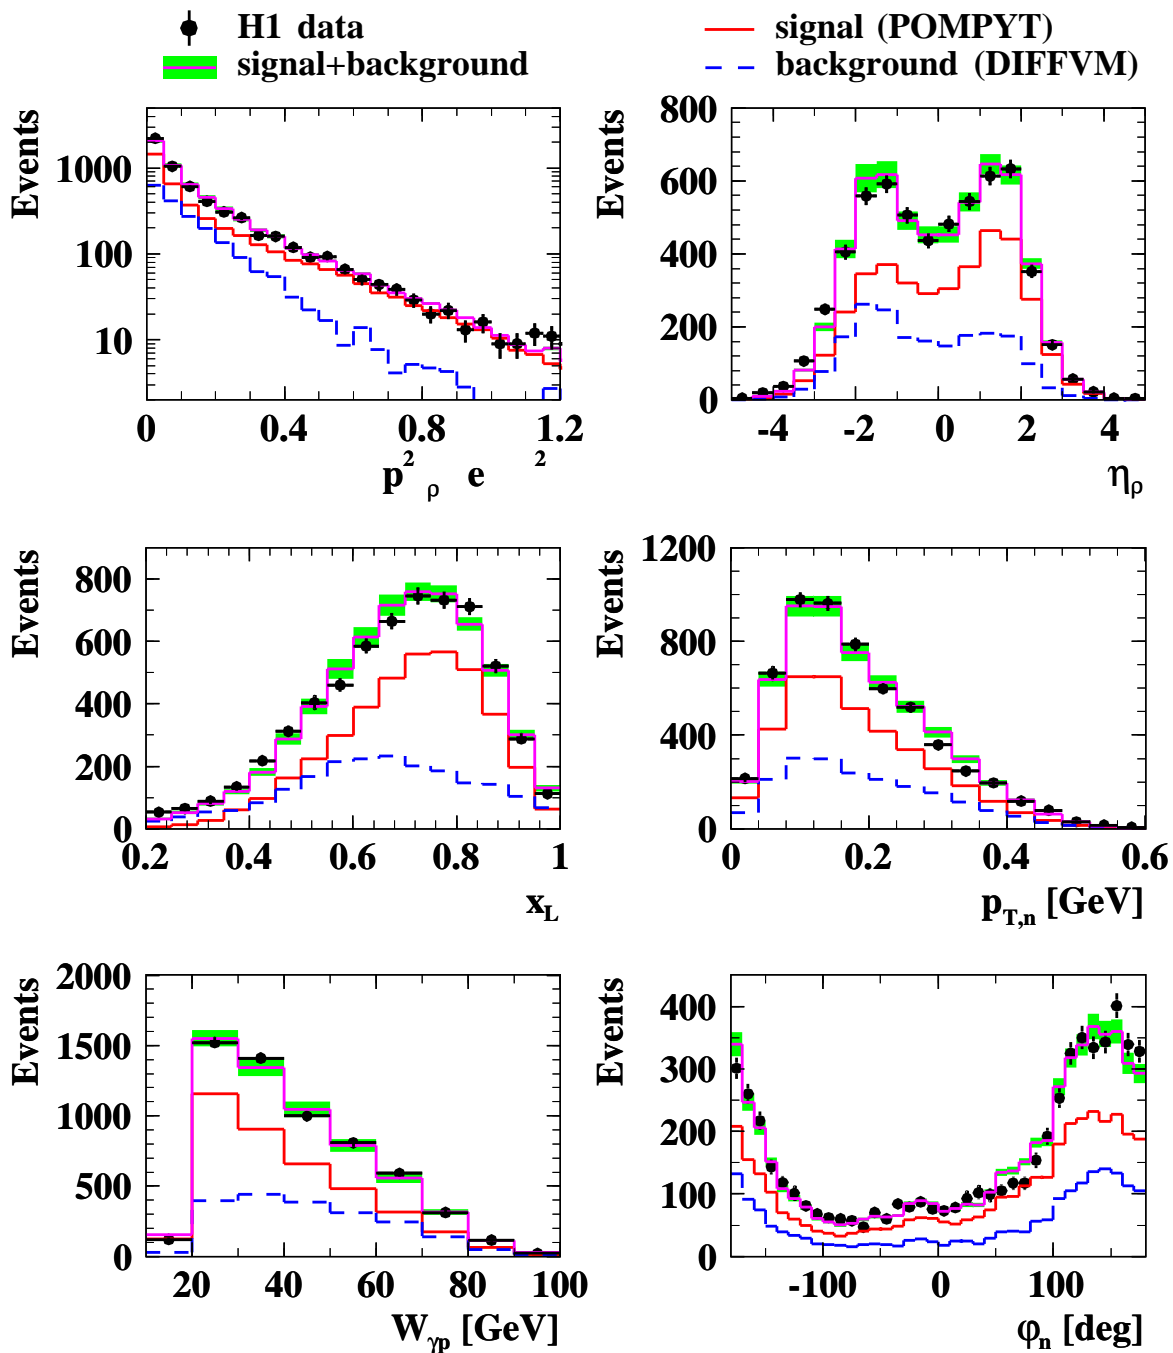 H1 data
signal+background
signal (POMPYT)
background (DIFFVM)
Events
1000
100
10
0 0.4 0.8 1.2
p²ρ e ²
Events
800
600
400
200
0
-4 -2 0 2 4
ηρ
Events
800
600
400
200
0
0.2 0.4 0.6 0.8 1
xL
Events
1200
800
400
0
0 0.2 0.4 0.6
pT,n [GeV]
Events
2000
1500
1000
500
0
20 40 60 80 100
Wγp [GeV]
Events
400
300
200
100
0
-100 0 100
φn [deg]